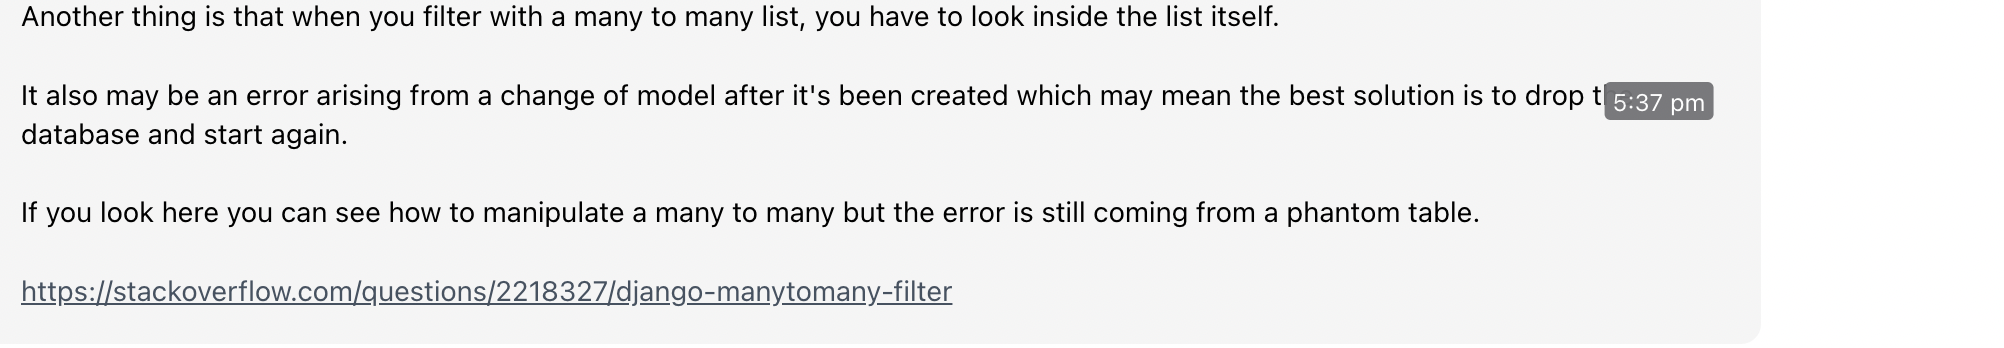 Another thing is that when you filter with a many to many list, you have to look inside the list itself.
It also may be an error arising from a change of model after it's been created which may mean the best solution is to drop
5:37 pm
database and start again.
If you look here you can see how to manipulate a many to many but the error is still coming from a phantom table.
https://stackoverflow.com/questions/2218327/django-manytomany-filter